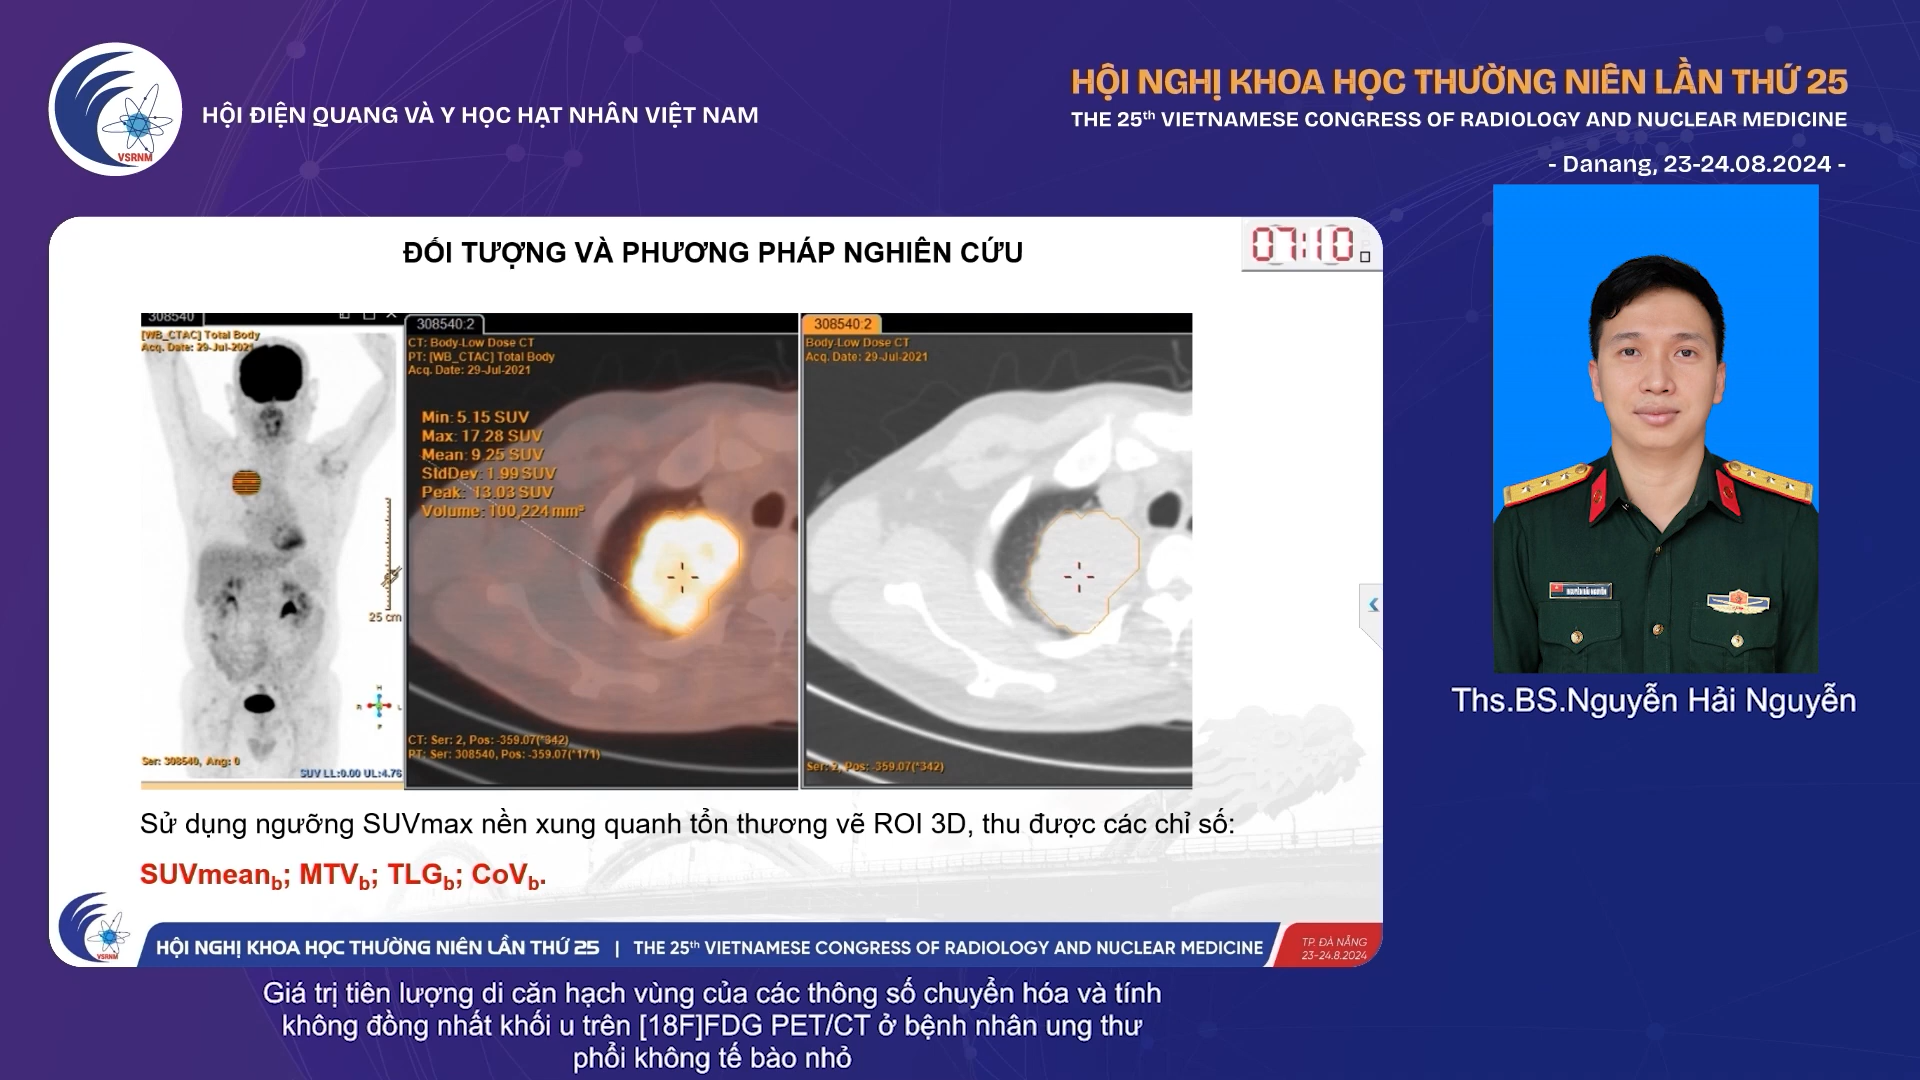 VSRNM
HỘI ĐIỆN QUANG VÀ Y HỌC HẠT NHÂN VIỆT NAM
HỘI NGHỊ KHOA HỌC THƯỜNG NIÊN LẦN THỨ 25
THE 25th VIETNAMESE CONGRESS OF RADIOLOGY AND NUCLEAR MEDICINE
- Danang, 23-24.08.2024 -
ĐỐI TƯỢNG VÀ PHƯƠNG PHÁP NGHIÊN CỨU
07:10
308540
[WB_CTAC] Total Body
Acq. Date: 29-Jul-2021
25 cm
Ser: 308540, Ang: 0
SUV LL:0.00 UL:4.76
308540:2
CT: Body-Low Dose CT
PT: [WB_CTAC] Total Body
Acq. Date: 29-Jul-2021
Min: 5.15 SUV
Max: 17.28 SUV
Mean: 9.25 SUV
StdDev: 1.99 SUV
Peak: 13.03 SUV
Volume: 100,224 mm³
CT: Ser: 2, Pos: -359.07(*342)
PT: Ser: 308540, Pos: -359.07(*171)
308540:2
Body-Low Dose CT
Acq. Date: 29-Jul-2021
Ser: 2, Pos: -359.07(*342)
Sử dụng ngưỡng SUVmax nền xung quanh tổn thương vẽ ROI 3D, thu được các chỉ số:
SUVmeanb; MTVb; TLGb; CoVb.
VSRNM
HỘI NGHỊ KHOA HỌC THƯỜNG NIÊN LẦN THỨ 25 | THE 25th VIETNAMESE CONGRESS OF RADIOLOGY AND NUCLEAR MEDICINE
TP. ĐÀ NẴNG
23-24.8.2024
NGUYỄN HẢI NGUYỄN
Ths.BS.Nguyễn Hải Nguyễn
Giá trị tiên lượng di căn hạch vùng của các thông số chuyển hóa và tính
không đồng nhất khối u trên [18F]FDG PET/CT ở bệnh nhân ung thư
phổi không tế bào nhỏ